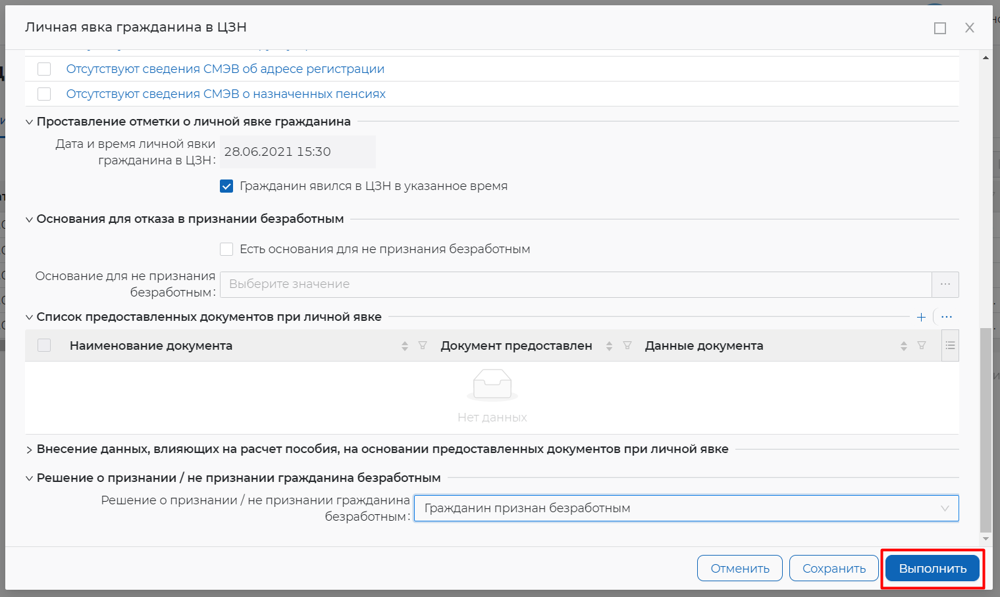 Личная явка гражданина в ЦЗН
Отсутствуют сведения СМЭВ об адресе регистрации
Отсутствуют сведения СМЭВ о назначенных пенсиях
Проставление отметки о личной явке гражданина
Дата и время личной явки
гражданина в ЦЗН:
28.06.2021 15:30
Гражданин явился в ЦЗН в указанное время
Основания для отказа в признании безработным
Есть основания для не признания безработным
Основание для не признания
безработным:
Выберите значение
Список предоставленных документов при личной явке
Наименование документа
Документ предоставлен
Данные документа
Нет данных
Внесение данных, влияющих на расчет пособия, на основании предоставленных документов при личной явке
Решение о признании / не признании гражданина безработным
Решение о признании / не признании гражданина
безработным:
Гражданин признан безработным
Отменить
Сохранить
Выполнить